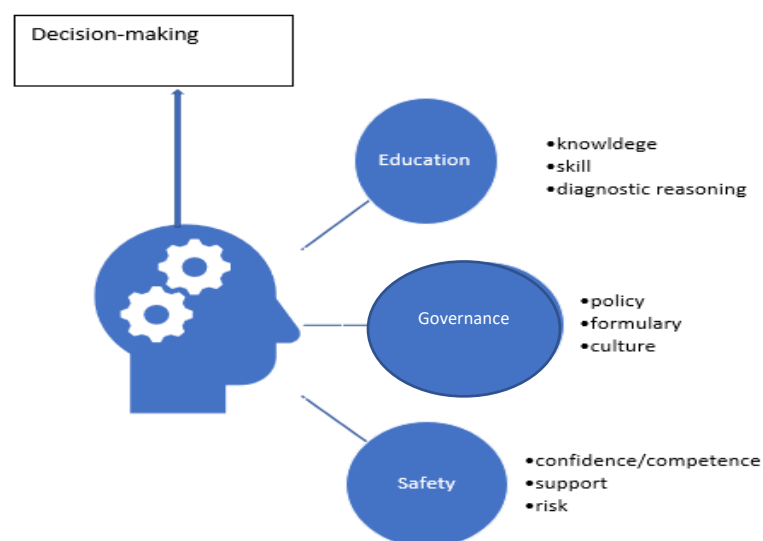 Decision-making
Education
•knowldege
•skill
•diagnostic reasoning
Governance
•policy
•formulary
•culture
Safety
•confidence/competence
•support
•risk